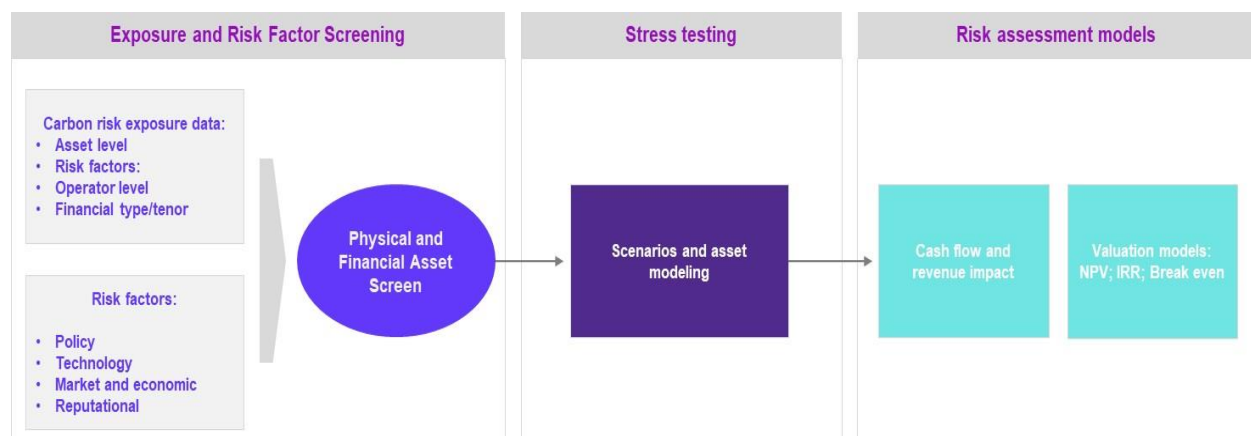 Exposure and Risk Factor Screening
Stress testing
Risk assessment models
Carbon risk exposure data:
• Asset level
• Risk factors:
• Operator level
• Financial type/tenor
Risk factors:
• Policy
• Technology
• Market and economic
• Reputational
Physical and
Financial Asset
Screen
Scenarios and asset
modeling
Cash flow and
revenue impact
Valuation models:
NPV; IRR; Break even